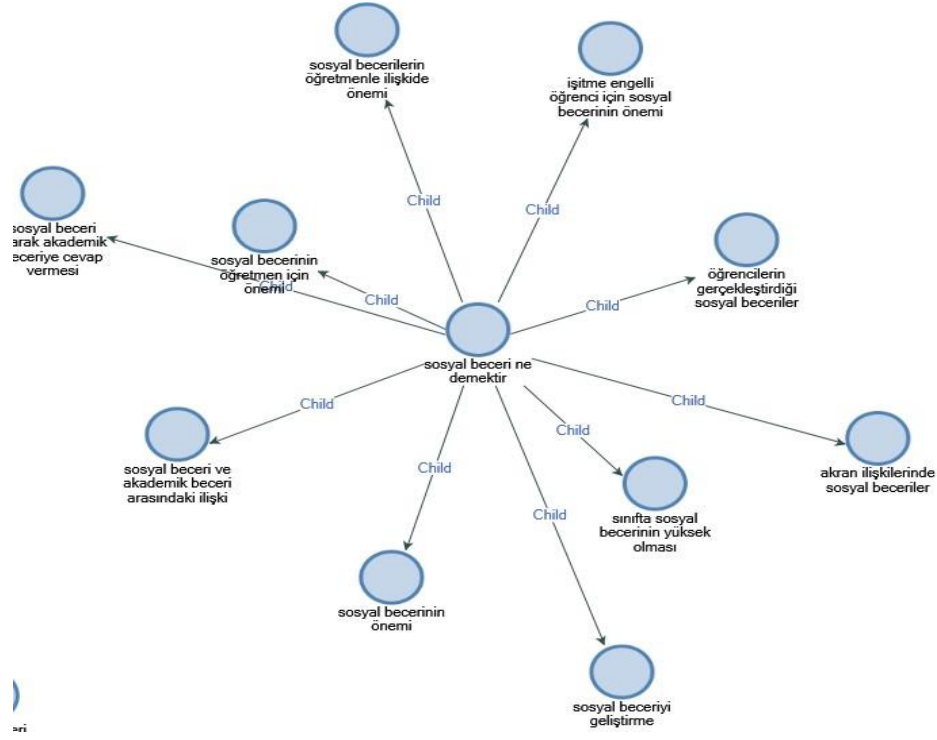 sosyal becerilerin
öğretmenle ilişkide
önemi
işitme engelli
öğrenci için sosyal
becerinin önemi
Child
Child
sosyal beceri
arak akademik
eceriye cevap
vermesi
sosyal becerinin
öğretmen için
önemi
Child
Child
Child
öğrencilerin
gerçekleştirdiği
sosyal beceriler
sosyal beceri ne
demektir
Child
Child
Child
Child
Child
sosyal beceri ve
akademik beceri
arasındaki ilişki
akran ilişkilerinde
sosyal beceriler
sınıfta sosyal
becerinin yüksek
olması
sosyal becerinin
önemi
sosyal beceriyi
geliştirme
eri